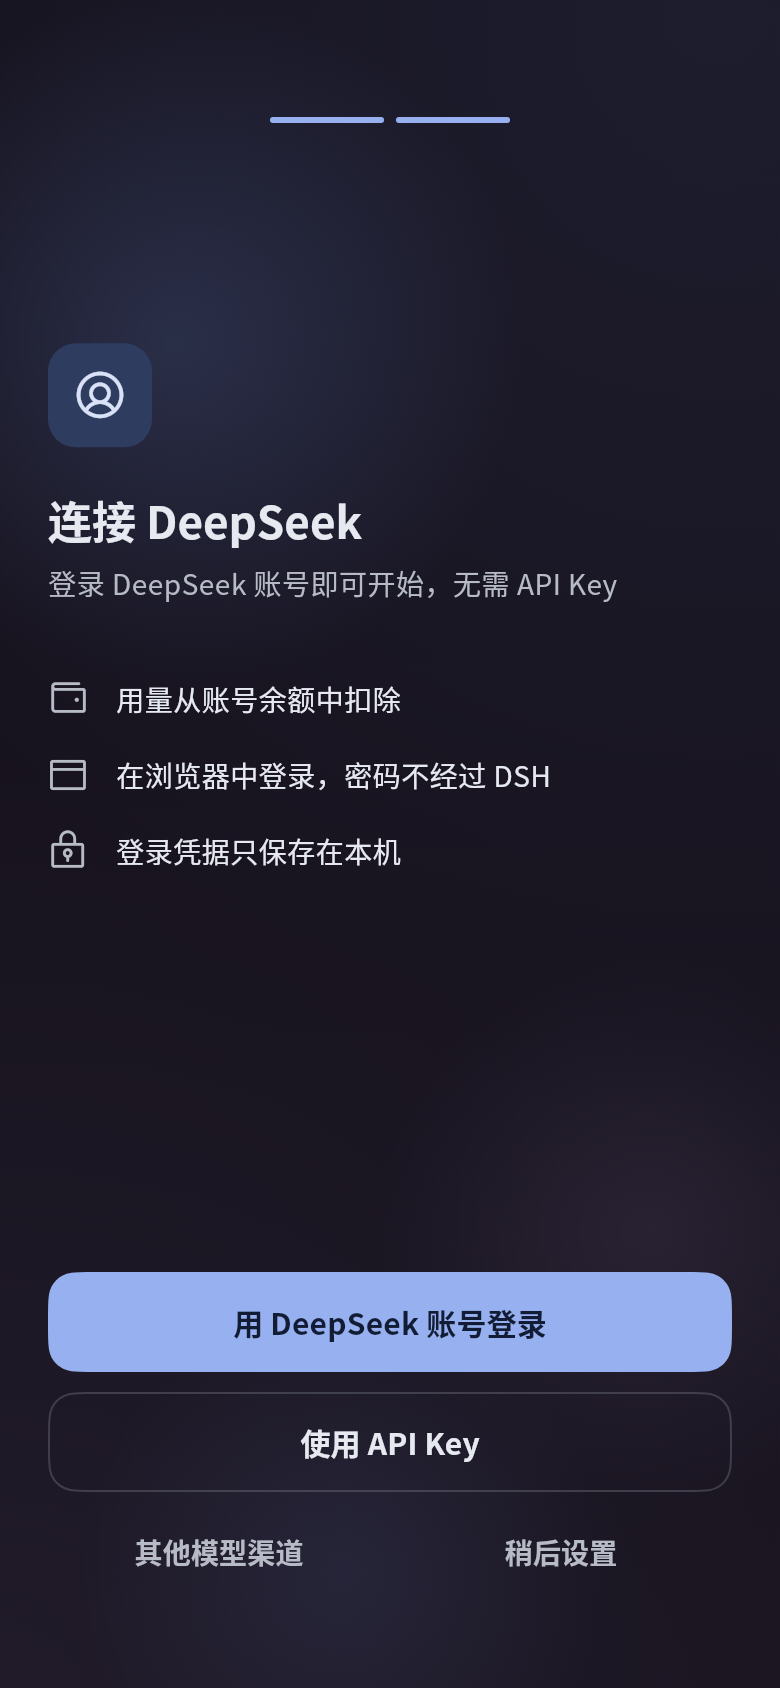 连接 DeepSeek
登录 DeepSeek 账号即可开始，无需 API Key
用量从账号余额中扣除
在浏览器中登录，密码不经过 DSH
登录凭据只保存在本机
用 DeepSeek 账号登录
使用 API Key
其他模型渠道
稍后设置